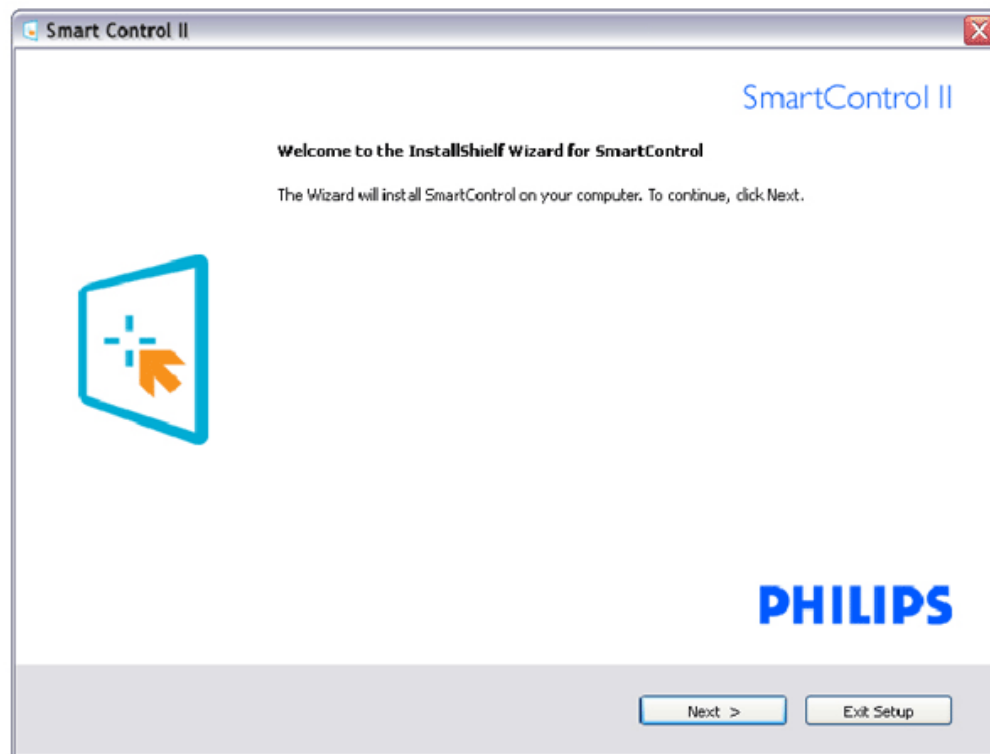 Smart Control II
SmartControl II
Welcome to the InstallShield Wizard for SmartControl
The Wizard will install SmartControl on your computer. To continue, click Next.
PHILIPS
Next >
Exit Setup